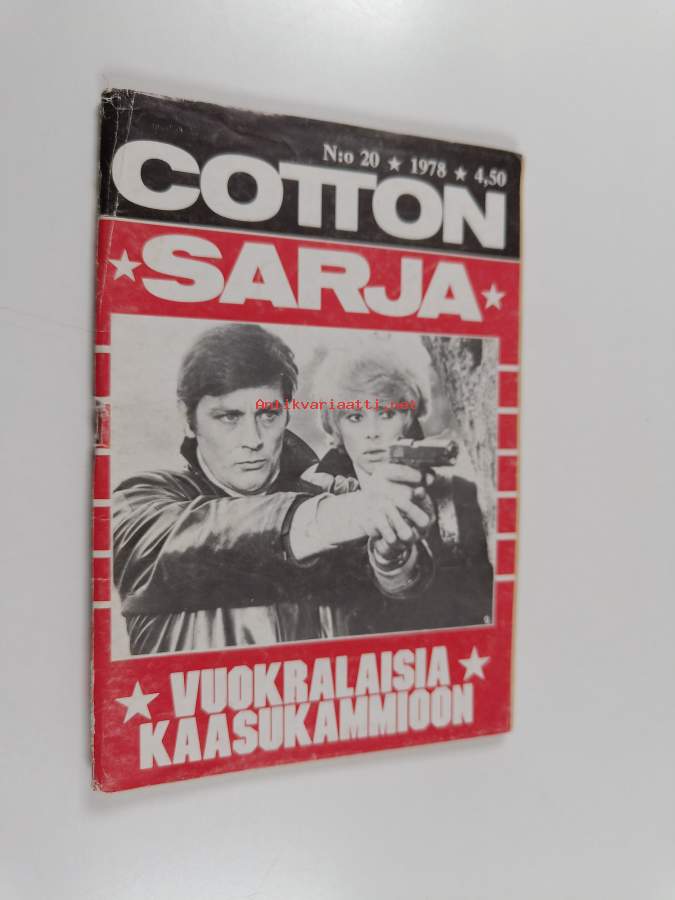 N:o 20 ★ 1978 ★ 4,50
COTTON
★ SARJA ★
Antikvariaatti.net
★ VUOKRALAISIA ★
KAASUKAMMIOON